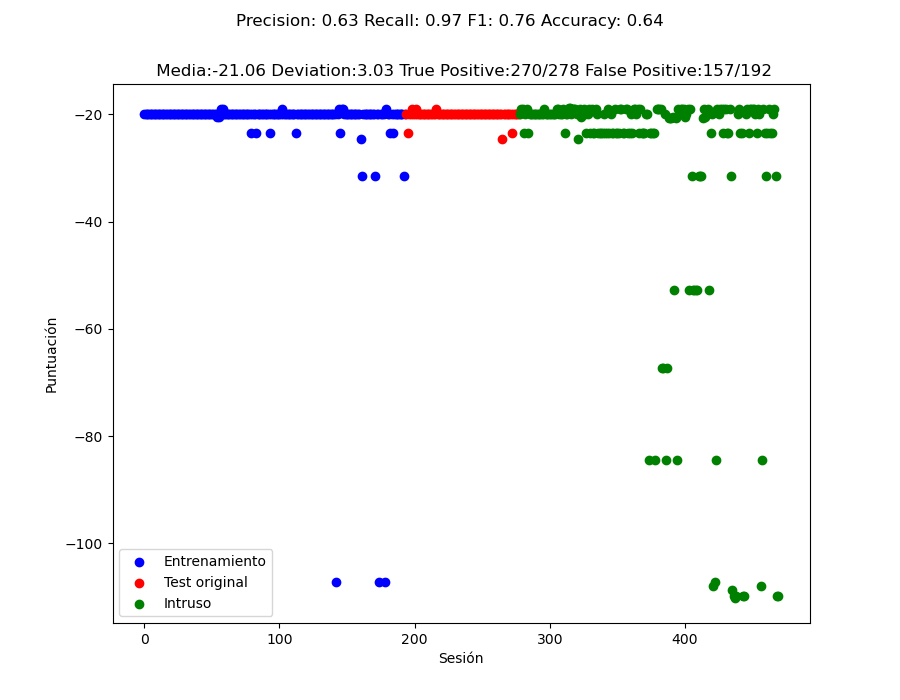 Precision: 0.63 Recall: 0.97 F1: 0.76 Accuracy: 0.64
Media:-21.06 Deviation:3.03 True Positive:270/278 False Positive:157/192
−20
−40
−60
−80
−100
Puntuación
Entrenamiento
Test original
Intruso
0 100 200 300 400
Sesión